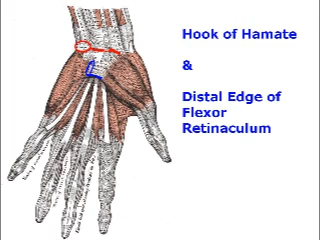 Hook of Hamate
&
Distal Edge of
Flexor
Retinaculum